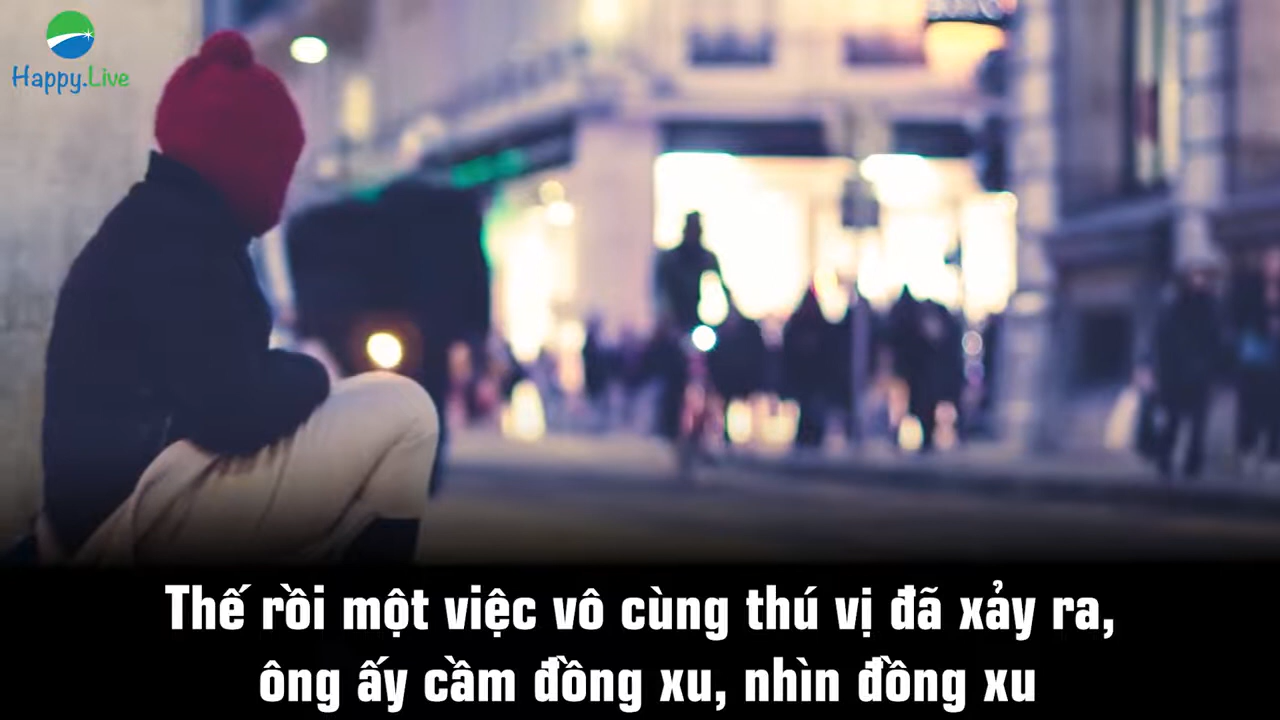 Happy.Live
Thế rồi một việc vô cùng thú vị đã xảy ra,
ông ấy cầm đồng xu, nhìn đồng xu